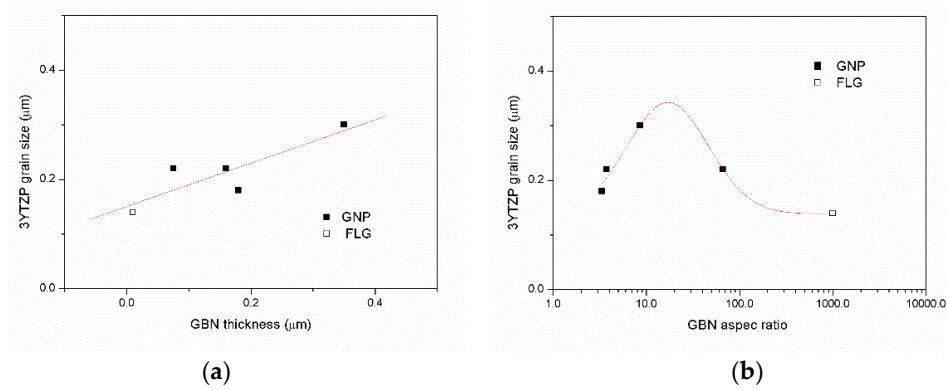 3YTZP grain size (μm)
0.4
0.2
0.0
GNP
FLG
0.0 0.2 0.4
GBN thickness (μm)
(a)
3YTZP grain size (μm)
0.4
0.2
0.0
GNP
FLG
1.0 10.0 100.0 1000.0 10000.0
GBN aspec ratio
(b)